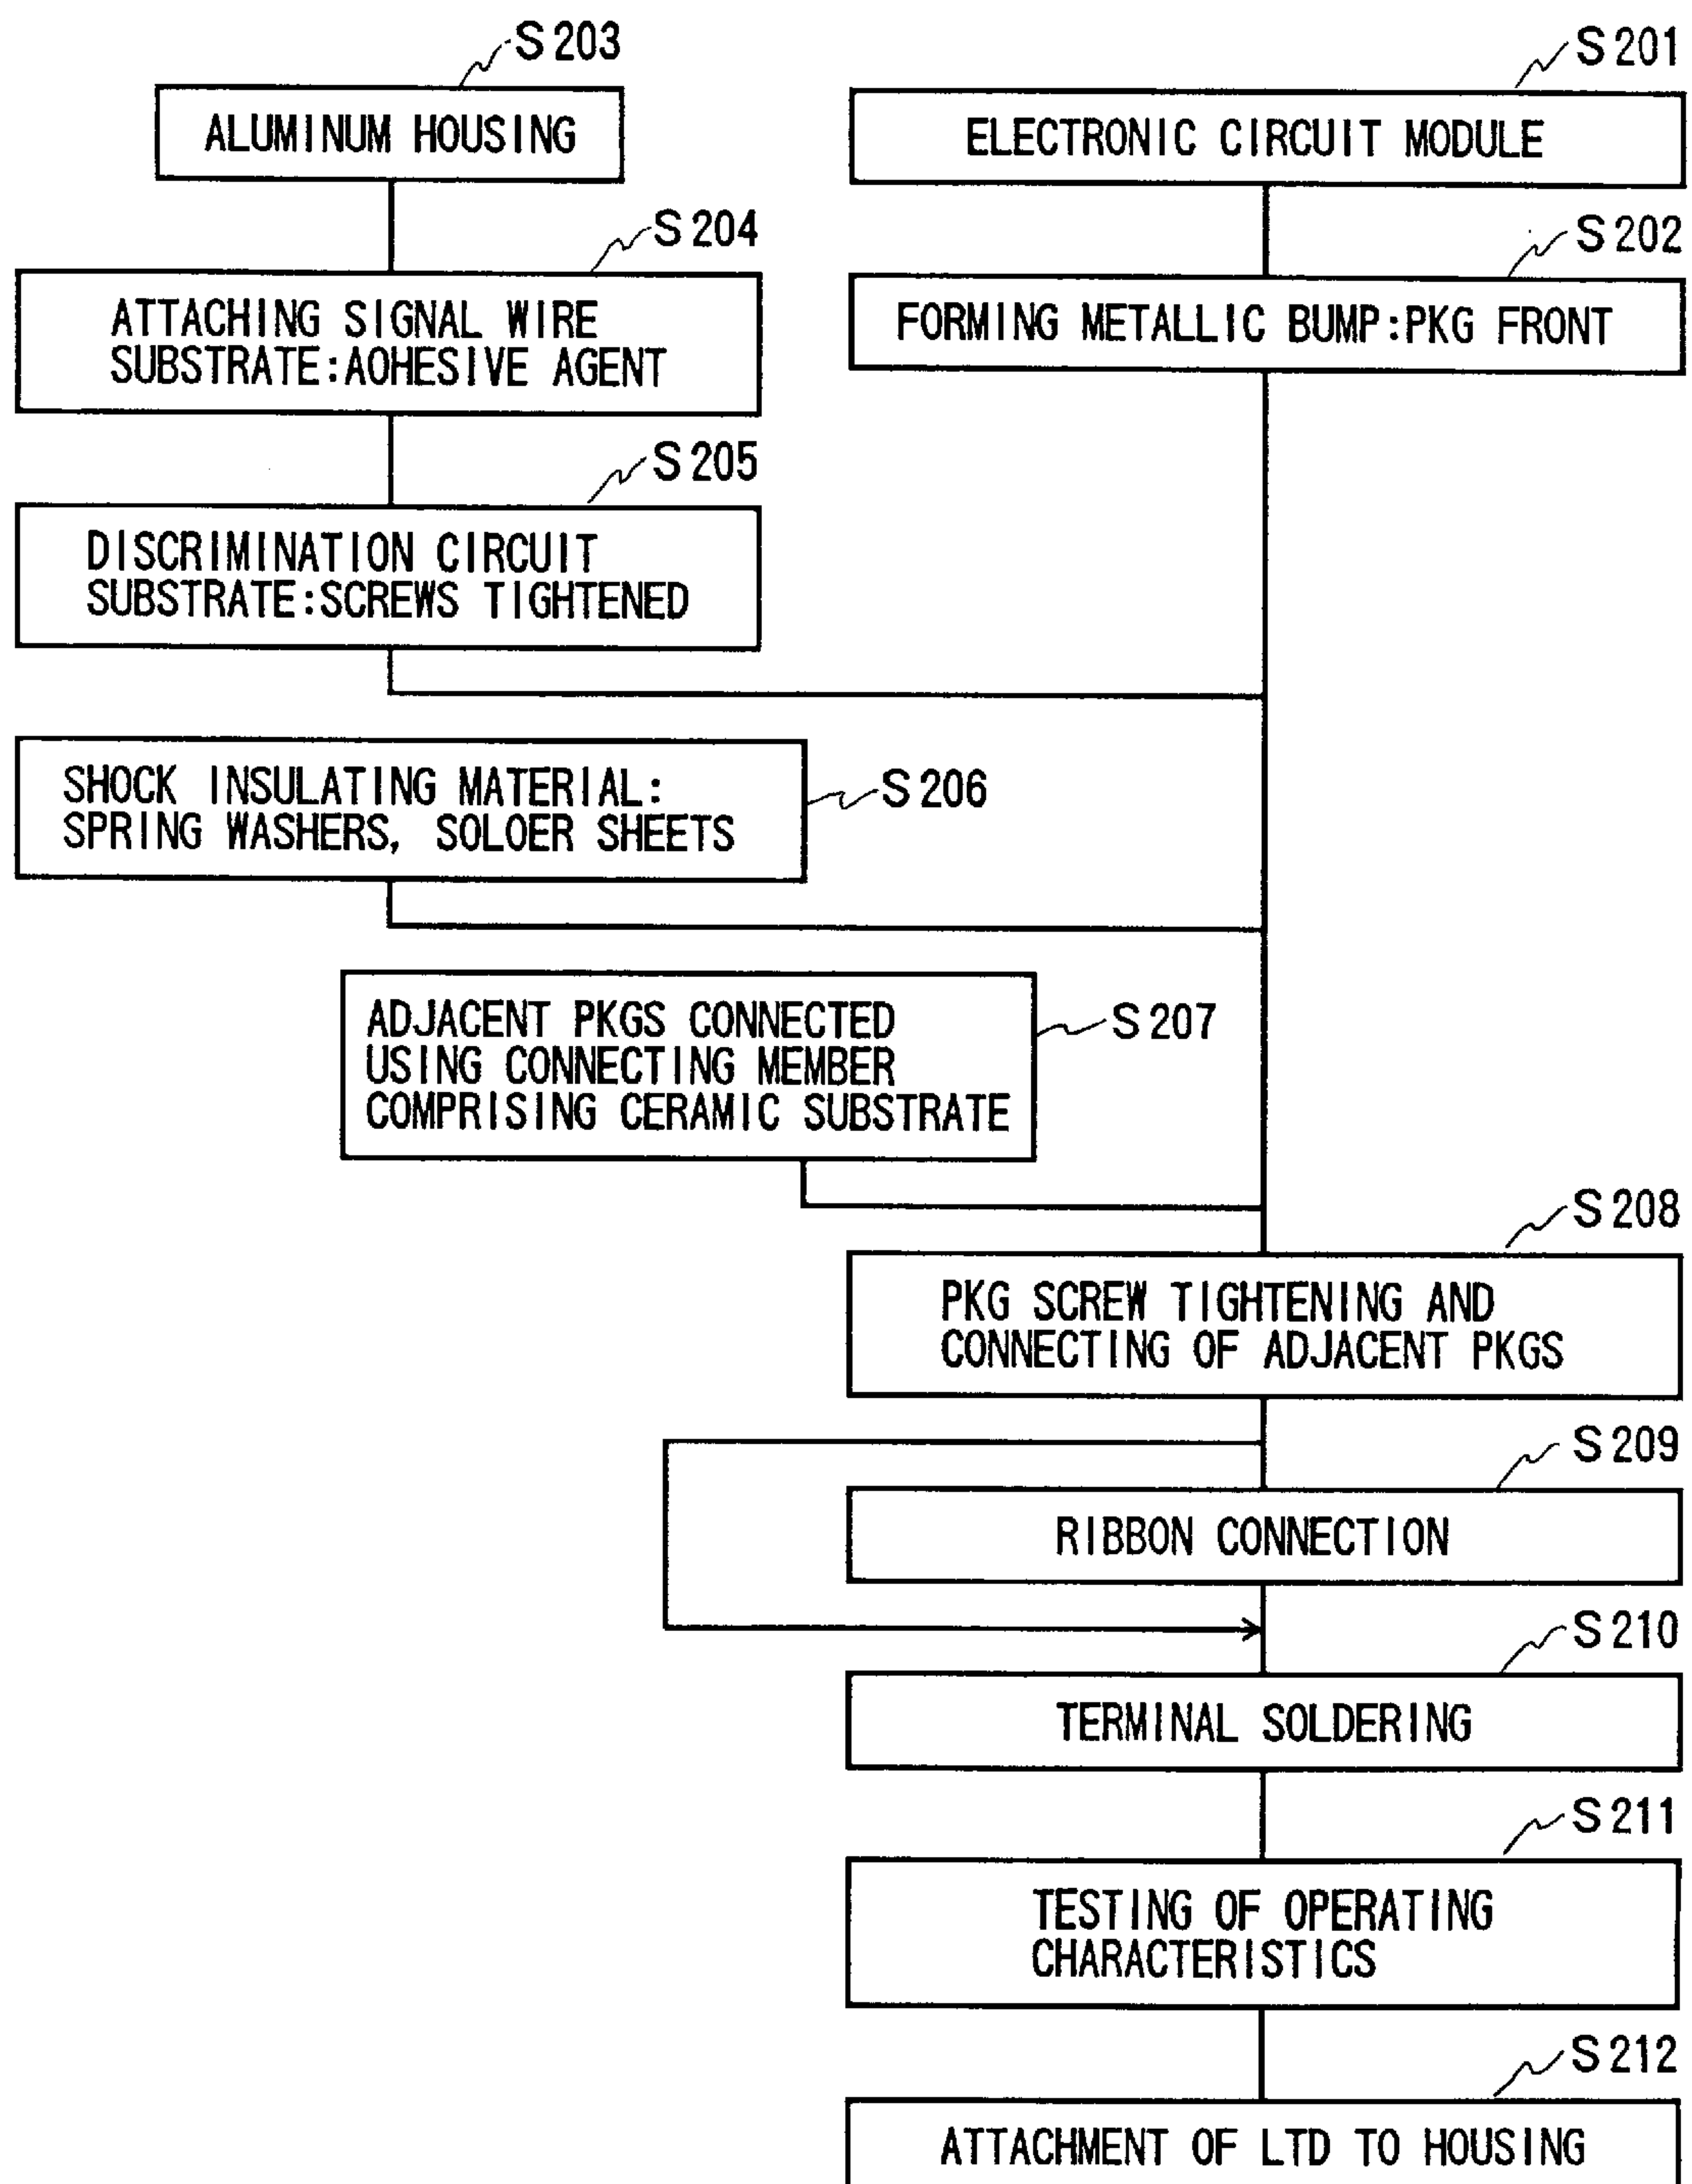 S203
ALUMINUM HOUSING
S201
ELECTRONIC CIRCUIT MODULE
S204
ATTACHING SIGNAL WIRE
SUBSTRATE:AOHESIVE AGENT
S202
FORMING METALLIC BUMP:PKG FRONT
S205
DISCRIMINATION CIRCUIT
SUBSTRATE:SCREWS TIGHTENED
SHOCK INSULATING MATERIAL:
SPRING WASHERS, SOLOER SHEETS
S206
ADJACENT PKGS CONNECTED
USING CONNECTING MEMBER
COMPRISING CERAMIC SUBSTRATE
S207
S208
PKG SCREW TIGHTENING AND
CONNECTING OF ADJACENT PKGS
S209
RIBBON CONNECTION
S210
TERMINAL SOLDERING
S211
TESTING OF OPERATING
CHARACTERISTICS
S212
ATTACHMENT OF LTD TO HOUSING